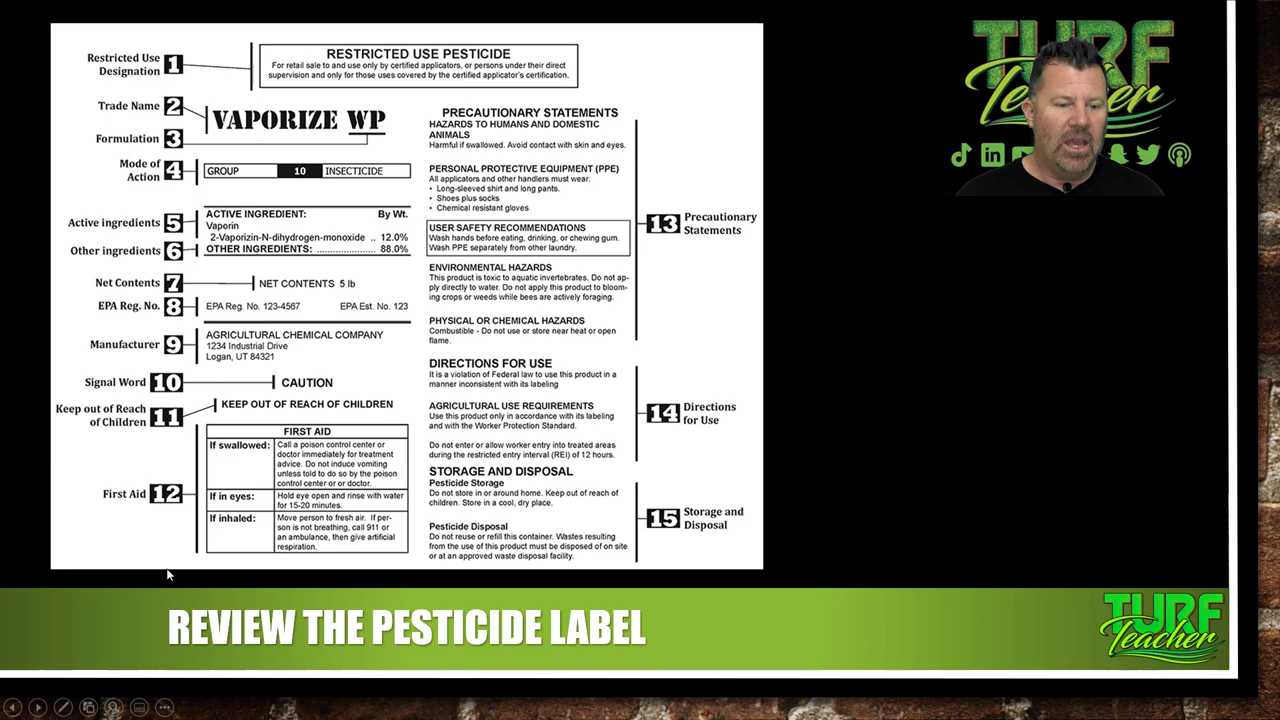 Restricted Use
Designation 1
RESTRICTED USE PESTICIDE
For retail sale to and use only by certified applicators, or persons under their direct
supervision and only for those uses covered by the certified applicator's certification.
Trade Name 2
VAPORIZE WP
Formulation 3
Mode of
Action 4
GROUP 10 INSECTICIDE
Active ingredients 5
ACTIVE INGREDIENT: By Wt.
Vaporin
2-Vaporizin-N-dihydrogen-monoxide .. 12.0%
Other ingredients 6
OTHER INGREDIENTS: ...................... 88.0%
Net Contents 7
NET CONTENTS 5 lb
EPA Reg. No. 8
EPA Reg. No. 123-4567 EPA Est. No. 123
Manufacturer 9
AGRICULTURAL CHEMICAL COMPANY
1234 Industrial Drive
Logan, UT 84321
Signal Word 10
CAUTION
Keep out of Reach
of Children 11
KEEP OUT OF REACH OF CHILDREN
First Aid 12
FIRST AID
If swallowed: Call a poison control center or
doctor immediately for treatment
advice. Do not induce vomiting
unless told to do so by the poison
control center or or doctor.
If in eyes: Hold eye open and rinse with water
for 15-20 minutes.
If inhaled: Move person to fresh air. If per-
son is not breathing, call 911 or
an ambulance, then give artificial
respiration.
PRECAUTIONARY STATEMENTS
HAZARDS TO HUMANS AND DOMESTIC
ANIMALS
Harmful if swallowed. Avoid contact with skin and eyes.
PERSONAL PROTECTIVE EQUIPMENT (PPE)
All applicators and other handlers must wear:
• Long-sleeved shirt and long pants.
• Shoes plus socks
• Chemical resistant gloves
USER SAFETY RECOMMENDATIONS
Wash hands before eating, drinking, or chewing gum.
Wash PPE separately from other laundry.
ENVIRONMENTAL HAZARDS
This product is toxic to aquatic invertebrates. Do not ap-
ply directly to water. Do not apply this product to bloom-
ing crops or weeds while bees are actively foraging.
PHYSICAL OR CHEMICAL HAZARDS
Combustible - Do not use or store near heat or open
flame.
13 Precautionary
Statements
DIRECTIONS FOR USE
It is a violation of Federal law to use this product in a
manner inconsistent with its labeling
AGRICULTURAL USE REQUIREMENTS
Use this product only in accordance with its labeling
and with the Worker Protection Standard.
Do not enter or allow worker entry into treated areas
during the restricted entry interval (REI) of 12 hours.
14 Directions
for Use
STORAGE AND DISPOSAL
Pesticide Storage
Do not store in or around home. Keep out of reach of
children. Store in a cool, dry place.
Pesticide Disposal
Do not reuse or refill this container. Wastes resulting
from the use of this product must be disposed of on site
or at an approved waste disposal facility.
15 Storage and
Disposal
TURF
Teacher
REVIEW THE PESTICIDE LABEL
TURF
Teacher